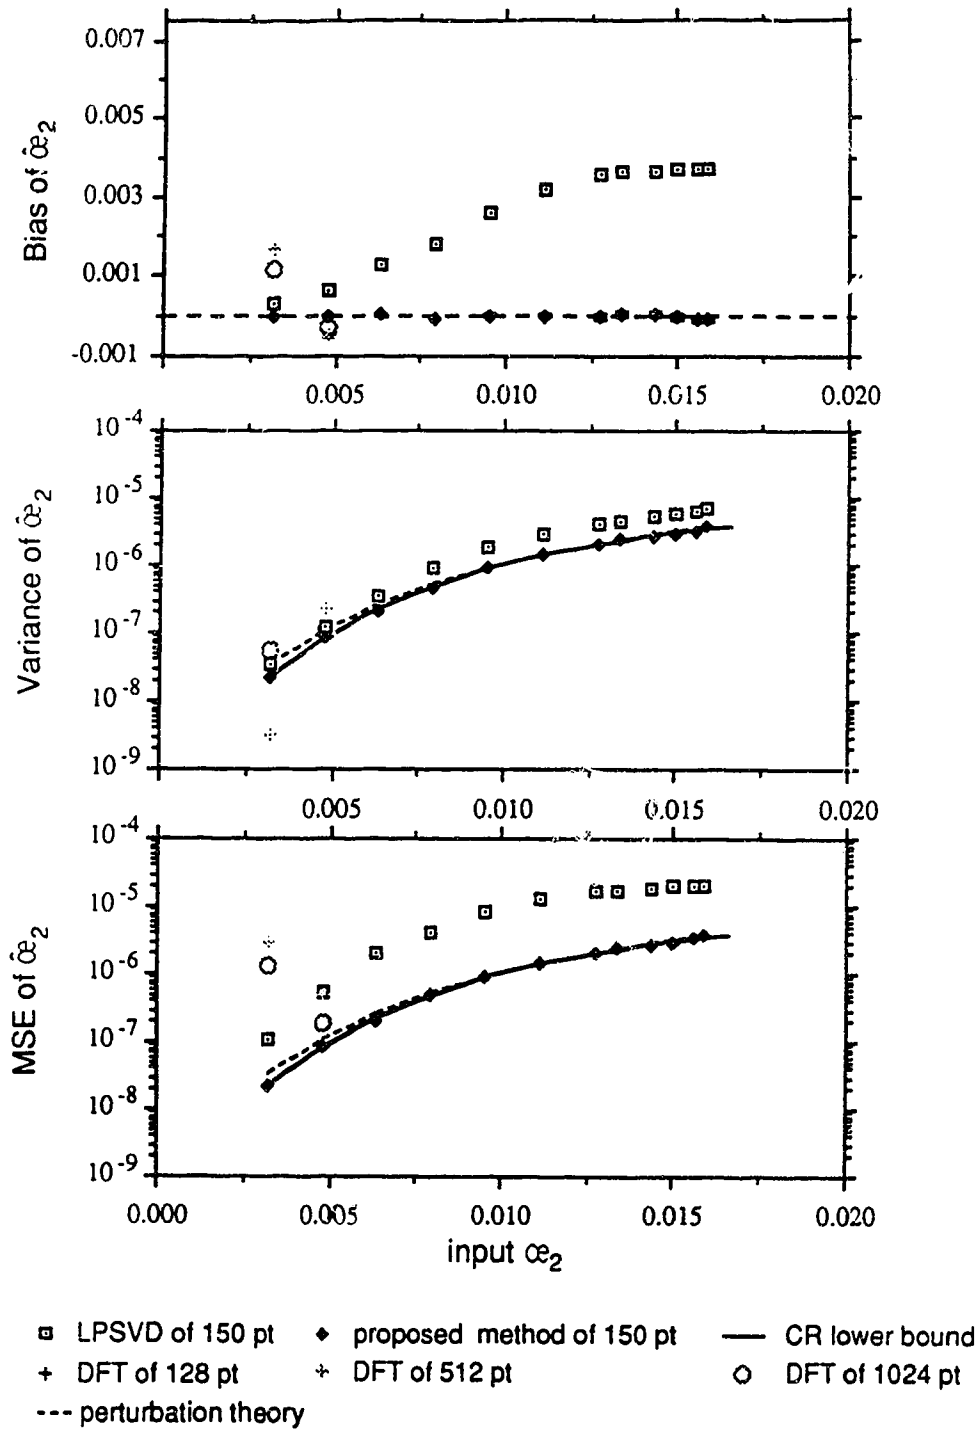 Bias of œ̂₂
0.007
0.005
0.003
0.001
-0.001
0.005 0.010 0.015 0.020
Variance of œ̂₂
10⁻⁴
10⁻⁵
10⁻⁶
10⁻⁷
10⁻⁸
10⁻⁹
0.005 0.010 0.015 0.020
MSE of œ̂₂
10⁻⁴
10⁻⁵
10⁻⁶
10⁻⁷
10⁻⁸
10⁻⁹
0.000 0.005 0.010 0.015 0.020
input œ₂
LPSVD of 150 pt proposed method of 150 pt CR lower bound
DFT of 128 pt DFT of 512 pt DFT of 1024 pt
perturbation theory